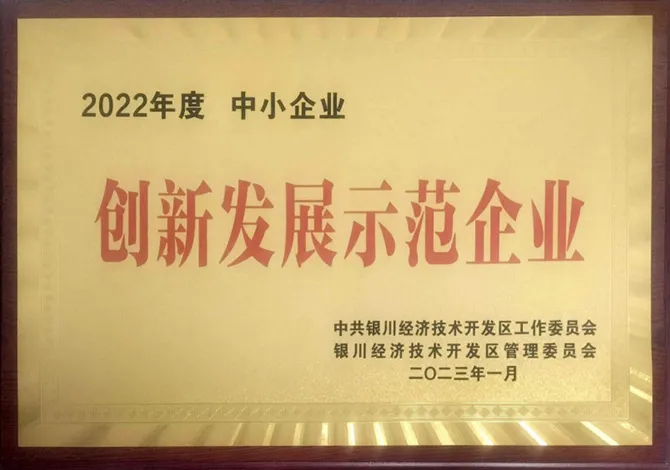 2022年度 中小企业
创新发展示范企业
中共银川经济技术开发区工作委员会
银川经济技术开发区管理委员会
二〇二三年一月